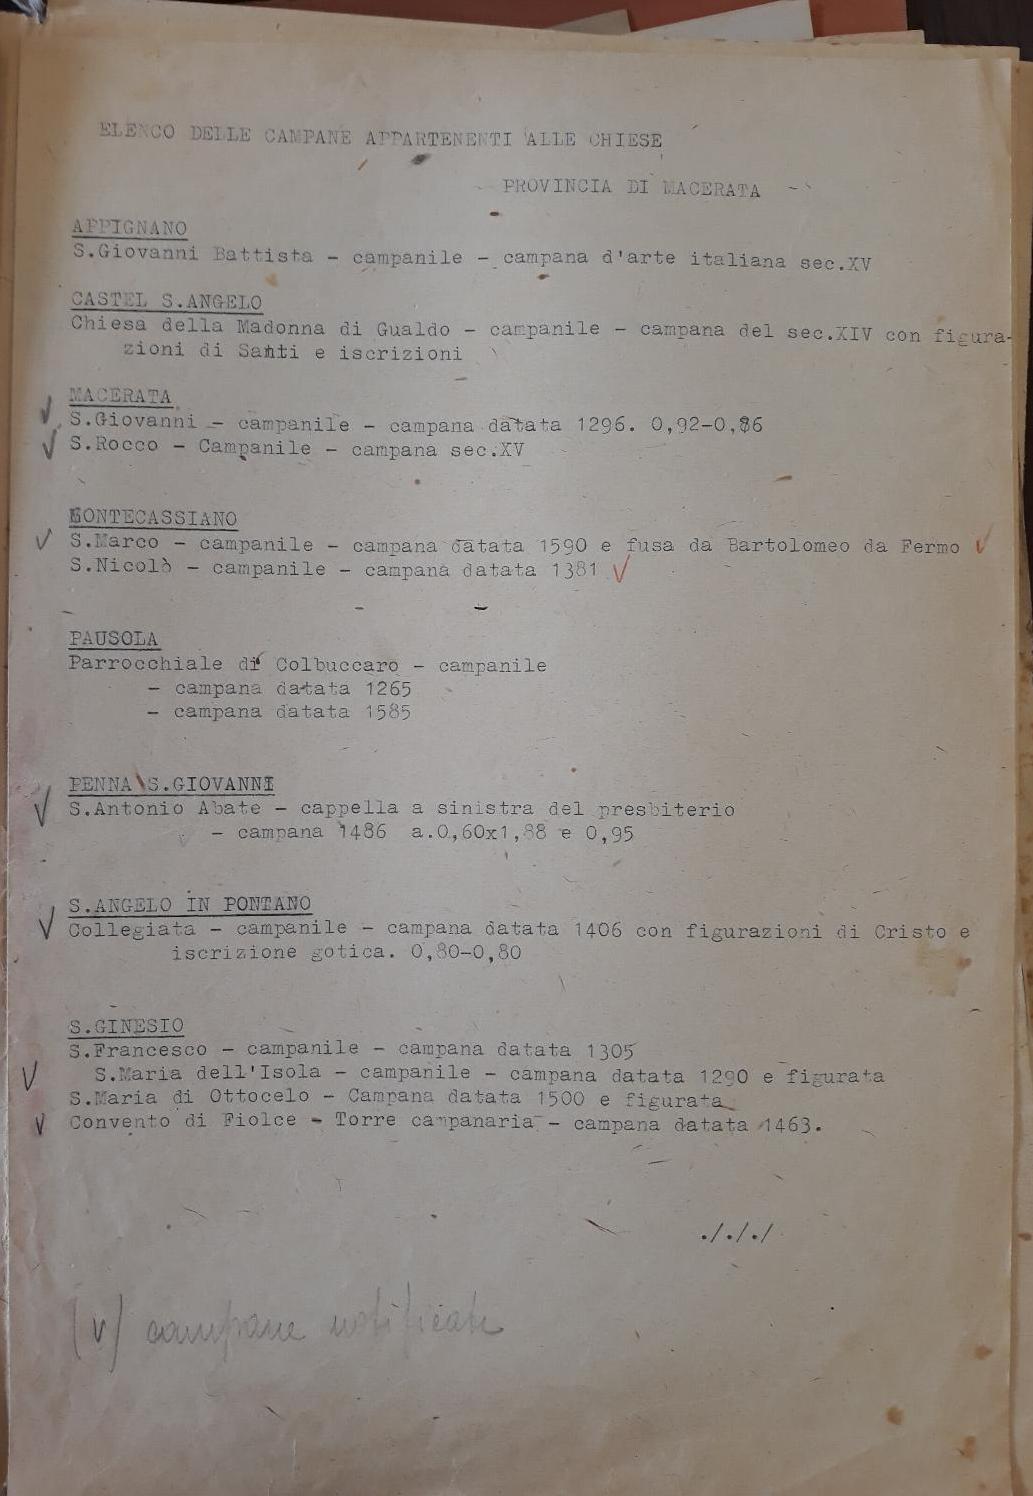 ELENCO DELLE CAMPANE APPARTENENTI ALLE CHIESE
PROVINCIA DI MACERATA
APPIGNANO
S.Giovanni Battista - campanile - campana d'arte italiana sec.XV
CASTEL S.ANGELO
Chiesa della Madonna di Gualdo - campanile - campana del sec.XIV con figura-
zioni di Santi e iscrizioni
MACERATA
√ S.Giovanni - campanile - campana datata 1296. 0,92-0,86
√ S.Rocco - Campanile - campana sec.XV
MONTECASSIANO
√ S.Marco - campanile - campana datata 1590 e fusa da Bartolomeo da Fermo √
S.Nicolò - campanile - campana datata 1381 √
PAUSOLA
Parrocchiale di Colbuccaro - campanile
- campana datata 1265
- campana datata 1585
PENNA S.GIOVANNI
√ S.Antonio Abate - cappella a sinistra del presbiterio
- campana 1486 a.0,60x1,88 e 0,95
S.ANGELO IN PONTANO
√ Collegiata - campanile - campana datata 1406 con figurazioni di Cristo e
iscrizione gotica. 0,80-0,80
S.GINESIO
S.Francesco - campanile - campana datata 1305
√ S.Maria dell'Isola - campanile - campana datata 1290 e figurata
S.Maria di Ottocelo - Campana datata 1500 e figurata
√ Convento di Fiolce - Torre campanaria - campana datata 1463.
./././
(√) campane notificate